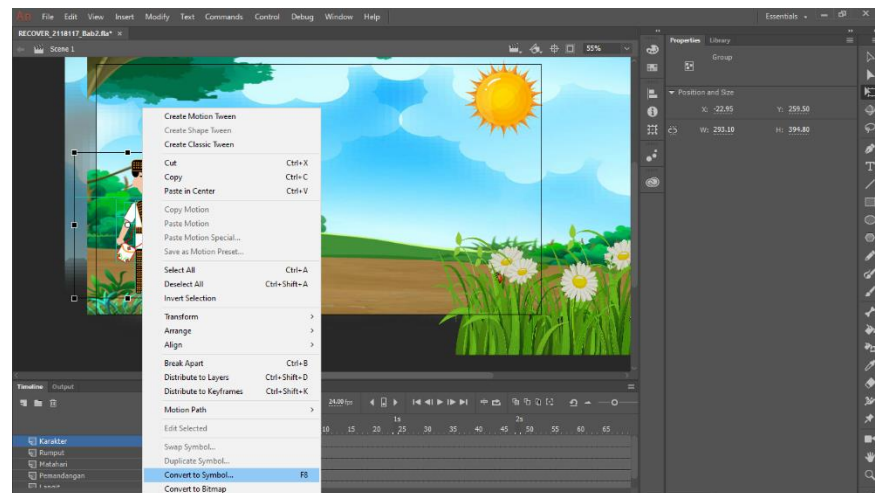 An File Edit View Insert Modify Text Commands Control Debug Window Help
Essentials
RECOVER_2118117_Bab2.fla*
Scene 1
55%
Properties Library
Group
Position and Size
X: -22.95 Y: 259.50
W: 293.10 H: 394.80
Create Motion Tween
Create Shape Tween
Create Classic Tween
Cut Ctrl+X
Copy Ctrl+C
Paste in Center Ctrl+V
Copy Motion
Paste Motion
Paste Motion Special...
Save as Motion Preset...
Select All Ctrl+A
Deselect All Ctrl+Shift+A
Invert Selection
Transform
Arrange
Align
Break Apart Ctrl+B
Distribute to Layers Ctrl+Shift+D
Distribute to Keyframes Ctrl+Shift+K
Motion Path
Edit Selected
Swap Symbol...
Duplicate Symbol...
Convert to Symbol... F8
Convert to Bitmap
Timeline Output
24.00 fps
1s 2s
10 15 20 25 30 35 40 45 50 55 60 65
Karakter
Rumput
Matahari
Pemandangan